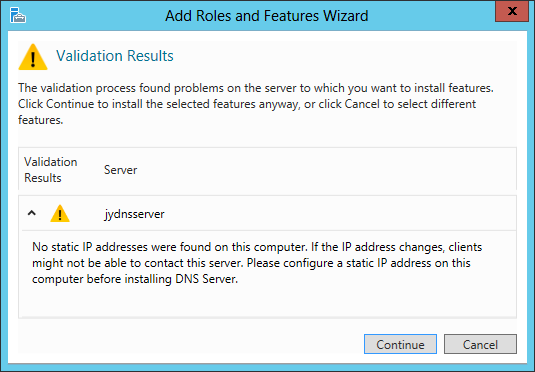 Add Roles and Features Wizard
x
Validation Results
The validation process found problems on the server to which you want to install features.
Click Continue to install the selected features anyway, or click Cancel to select different
features.
Validation
Results
Server
jydnsserver
No static IP addresses were found on this computer. If the IP address changes, clients
might not be able to contact this server. Please configure a static IP address on this
computer before installing DNS Server.
Continue
Cancel